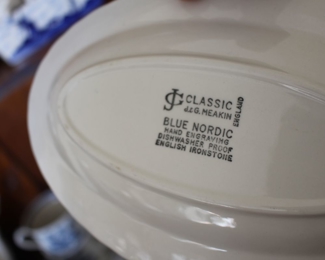 JG CLASSIC
J.&G. MEAKIN
ENGLAND
BLUE NORDIC
HAND ENGRAVING
DISHWASHER PROOF
ENGLISH IRONSTONE